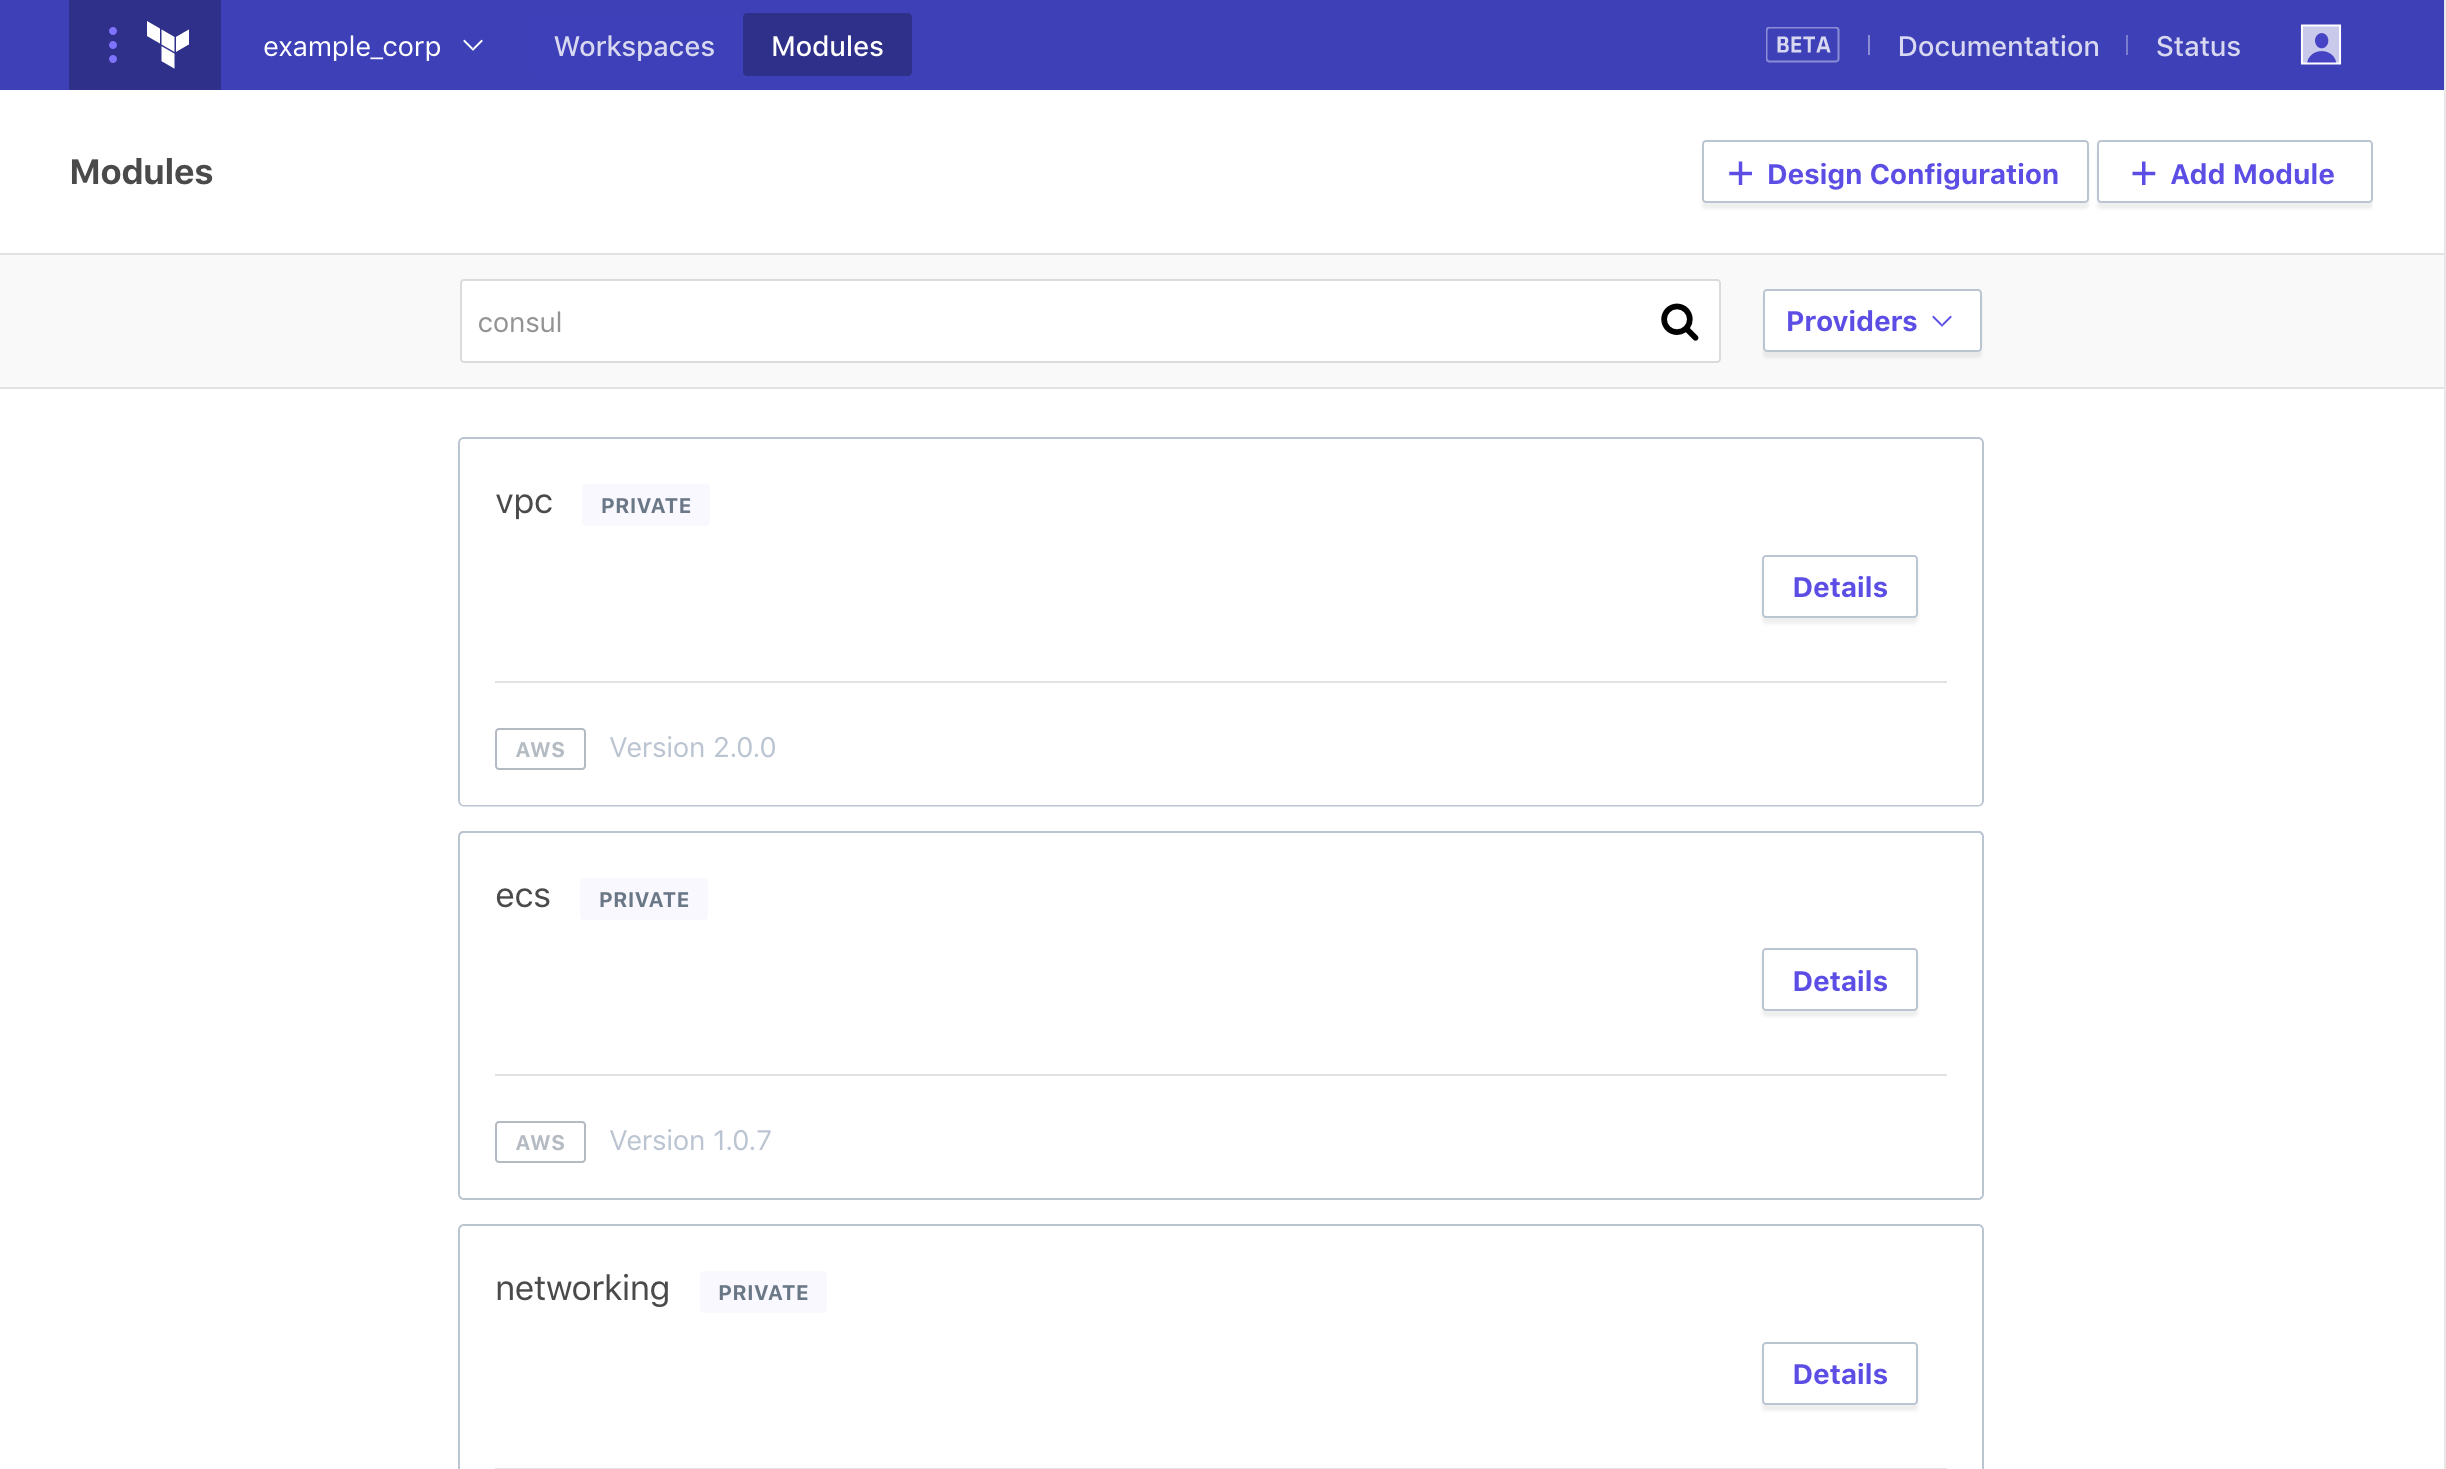 example_corp Workspaces Modules BETA Documentation Status
Modules
+ Design Configuration + Add Module
consul Providers
vpc PRIVATE
Details
AWS Version 2.0.0
ecs PRIVATE
Details
AWS Version 1.0.7
networking PRIVATE
Details